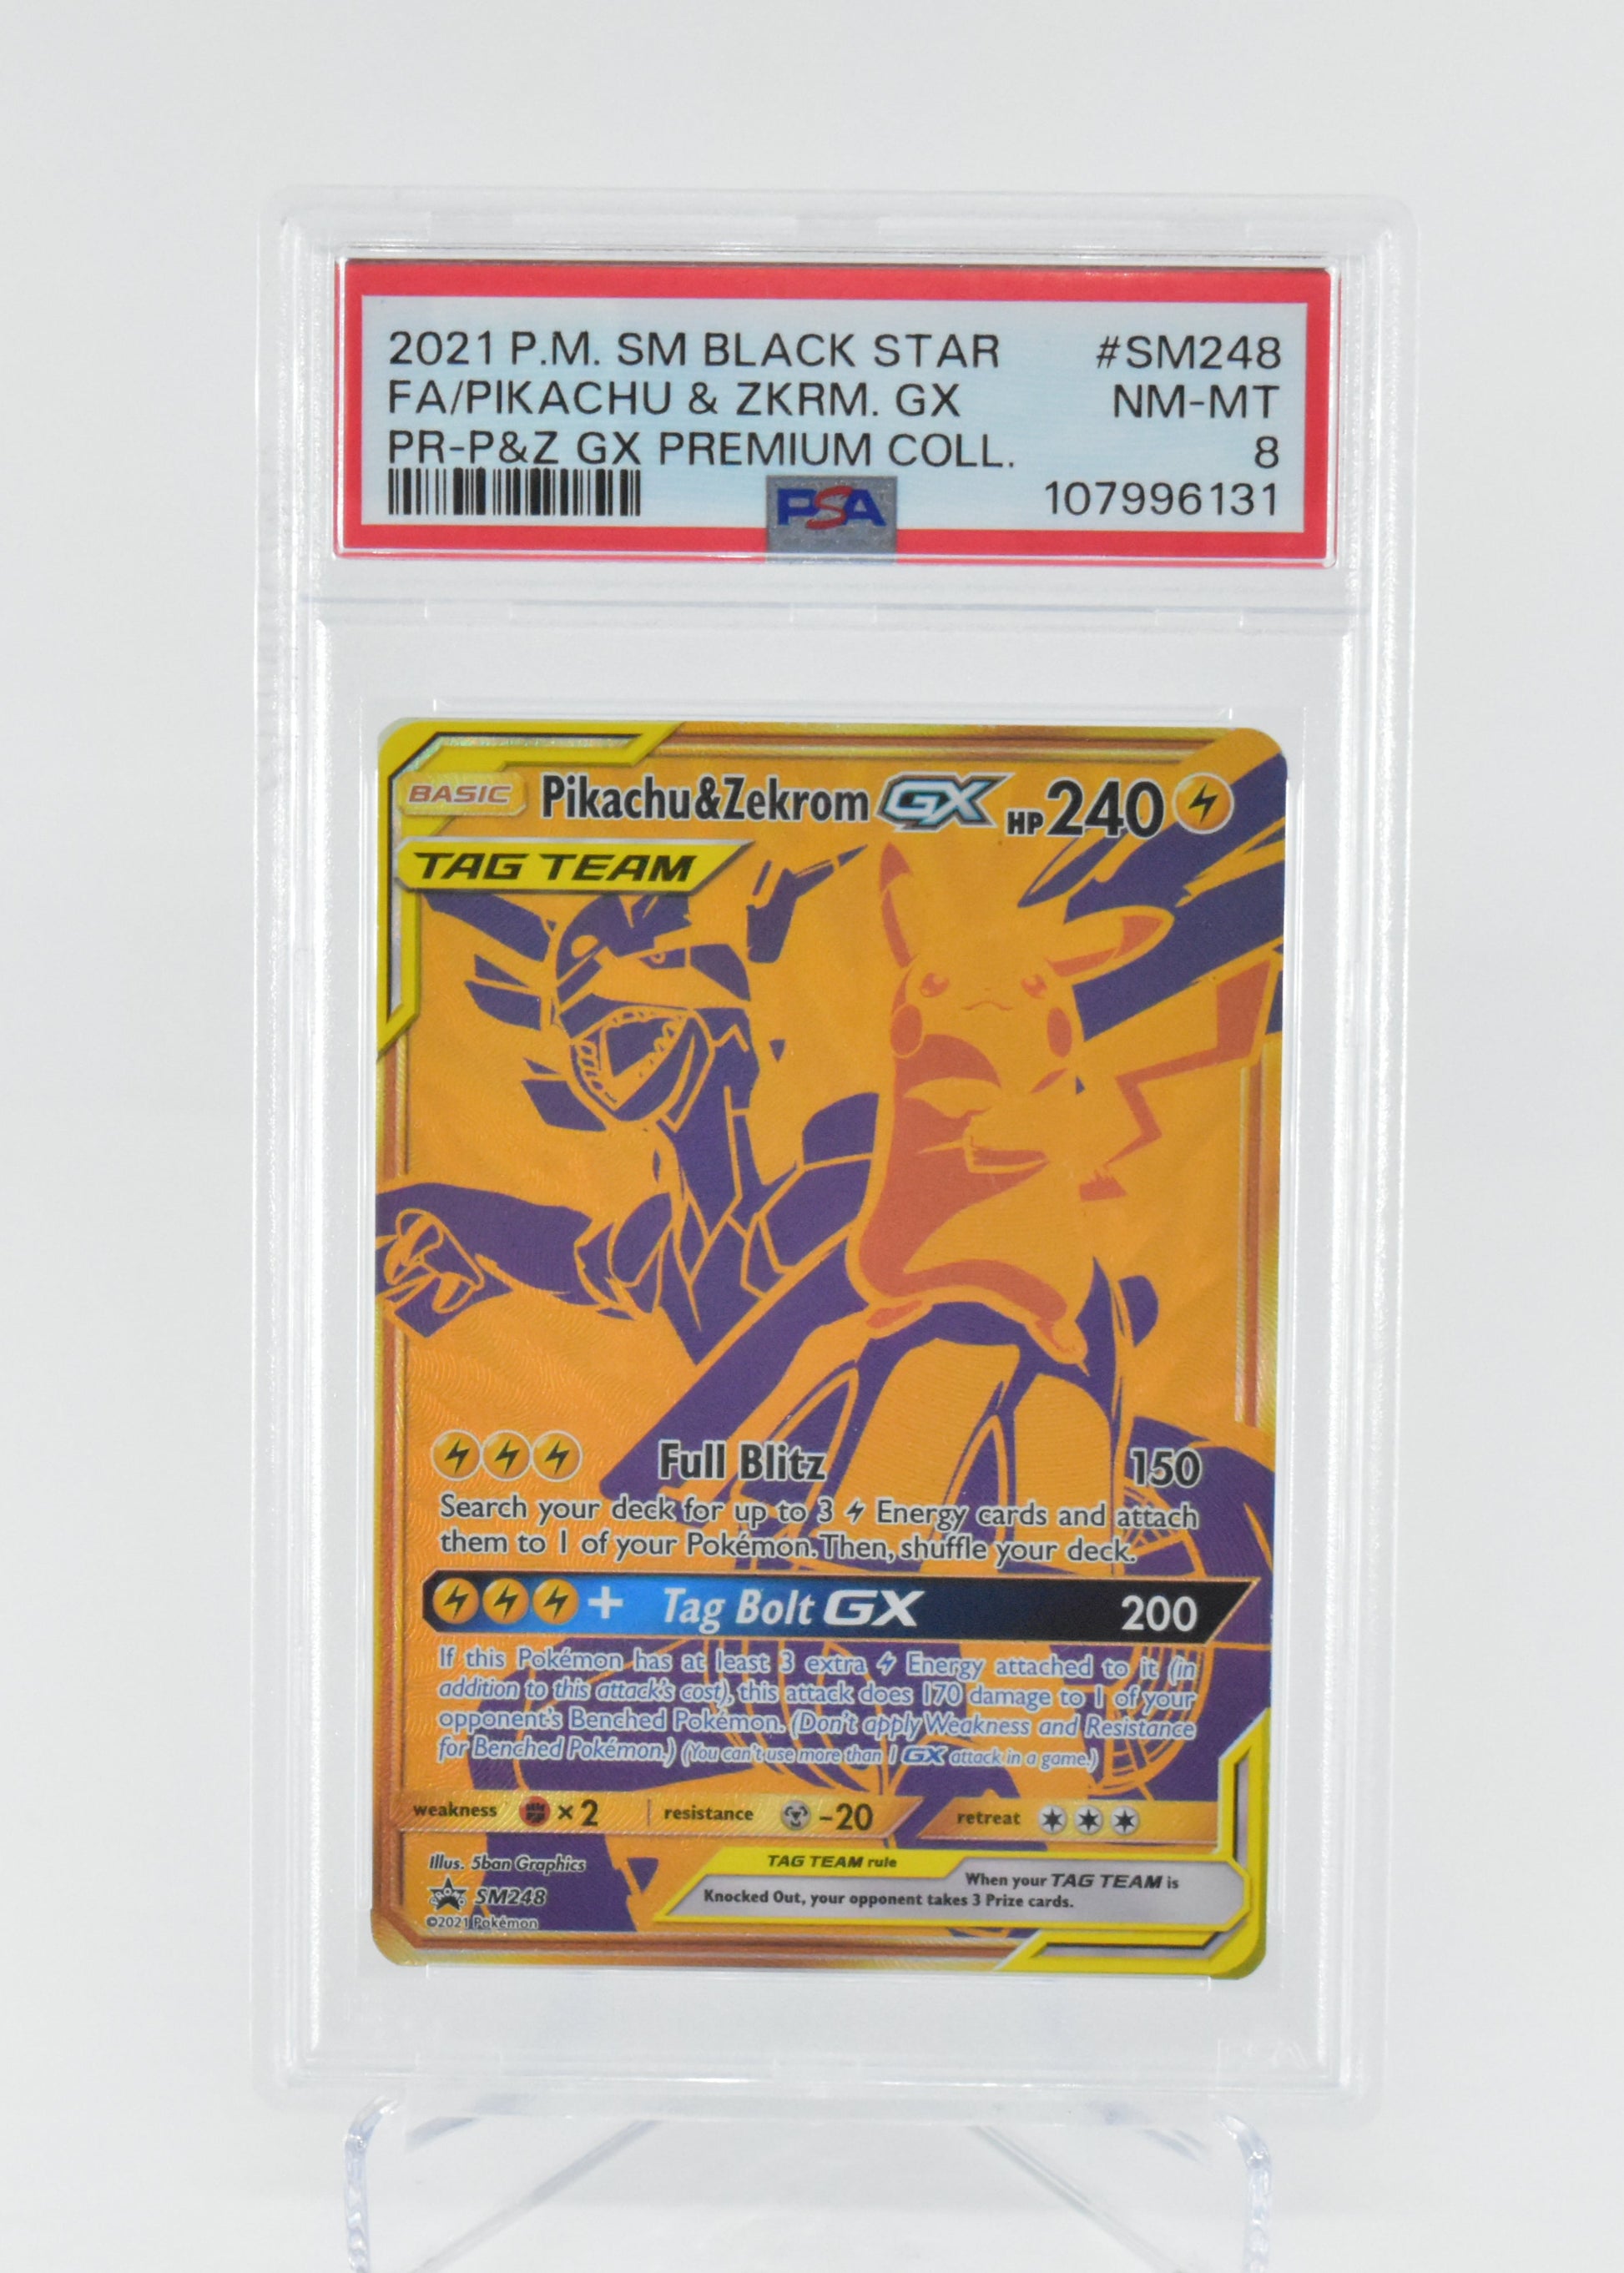 2021 P.M. SM BLACK STAR #SM248
FA/PIKACHU & ZKRM. GX NM-MT
PR-P&Z GX PREMIUM COLL. 8
PSA 107996131
BASIC Pikachu&Zekrom GX HP 240
TAG TEAM
Full Blitz 150
Search your deck for up to 3 Energy cards and attach
them to 1 of your Pokémon. Then, shuffle your deck.
+ Tag Bolt GX 200
If this Pokémon has at least 3 extra Energy attached to it (in
addition to this attack's cost), this attack does 170 damage to 1 of your
opponent's Benched Pokémon. (Don't apply Weakness and Resistance
for Benched Pokémon.) (You can't use more than 1 GX attack in a game.)
weakness ×2 resistance -20 retreat
Illus. 5ban Graphics
SM248
©2021 Pokémon
TAG TEAM rule
When your TAG TEAM is
Knocked Out, your opponent takes 3 Prize cards.